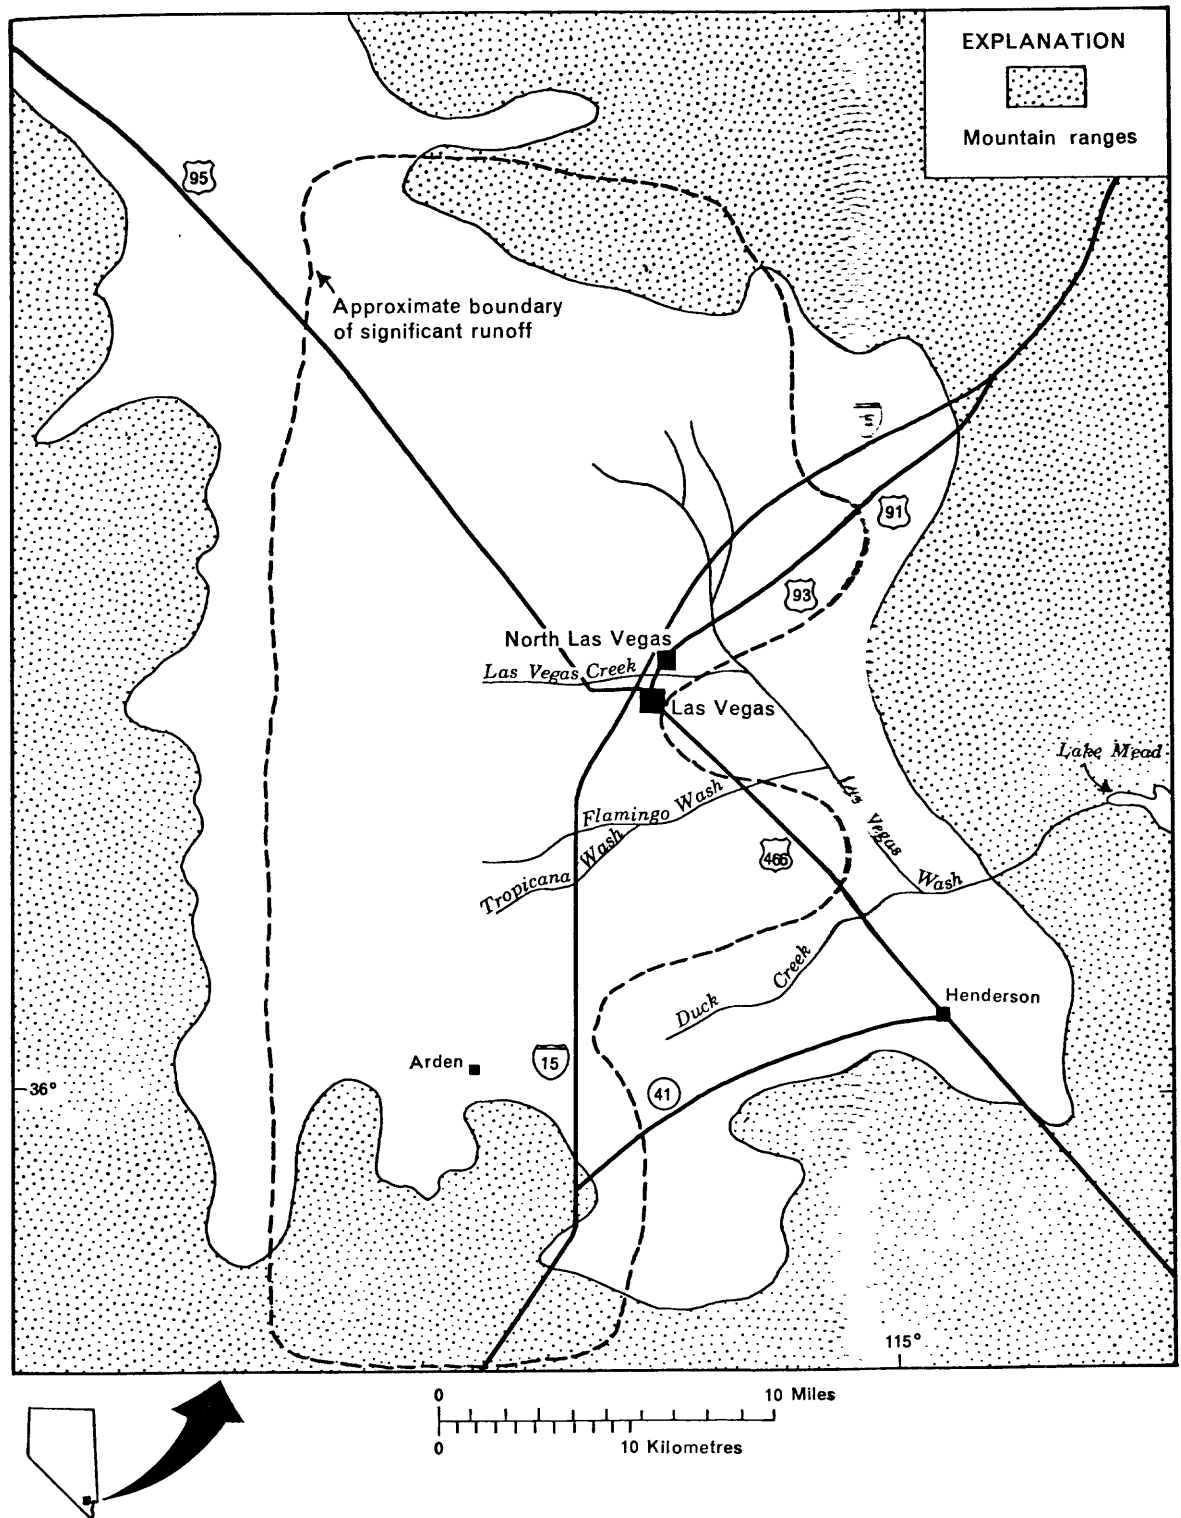 EXPLANATION
Mountain ranges
95
Approximate boundary
of significant runoff
91
93
North Las Vegas
Las Vegas Creek
Las Vegas
Lake Mead
Flamingo Wash
Tropicana Wash
Las Vegas Wash
466
Duck Creek
Henderson
Arden
15
36°
41
115°
0 10 Miles
0 10 Kilometres